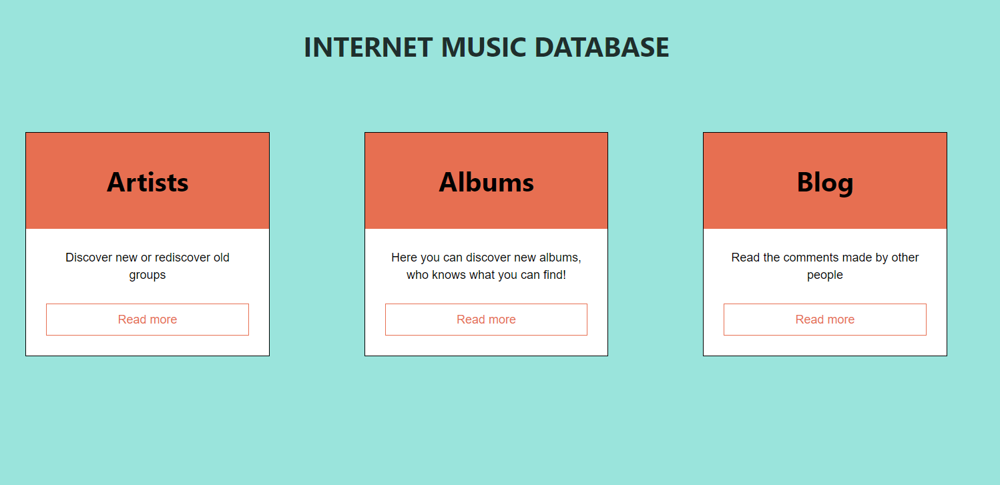 INTERNET MUSIC DATABASE
Artists
Discover new or rediscover old
groups
Read more
Albums
Here you can discover new albums,
who knows what you can find!
Read more
Blog
Read the comments made by other
people
Read more